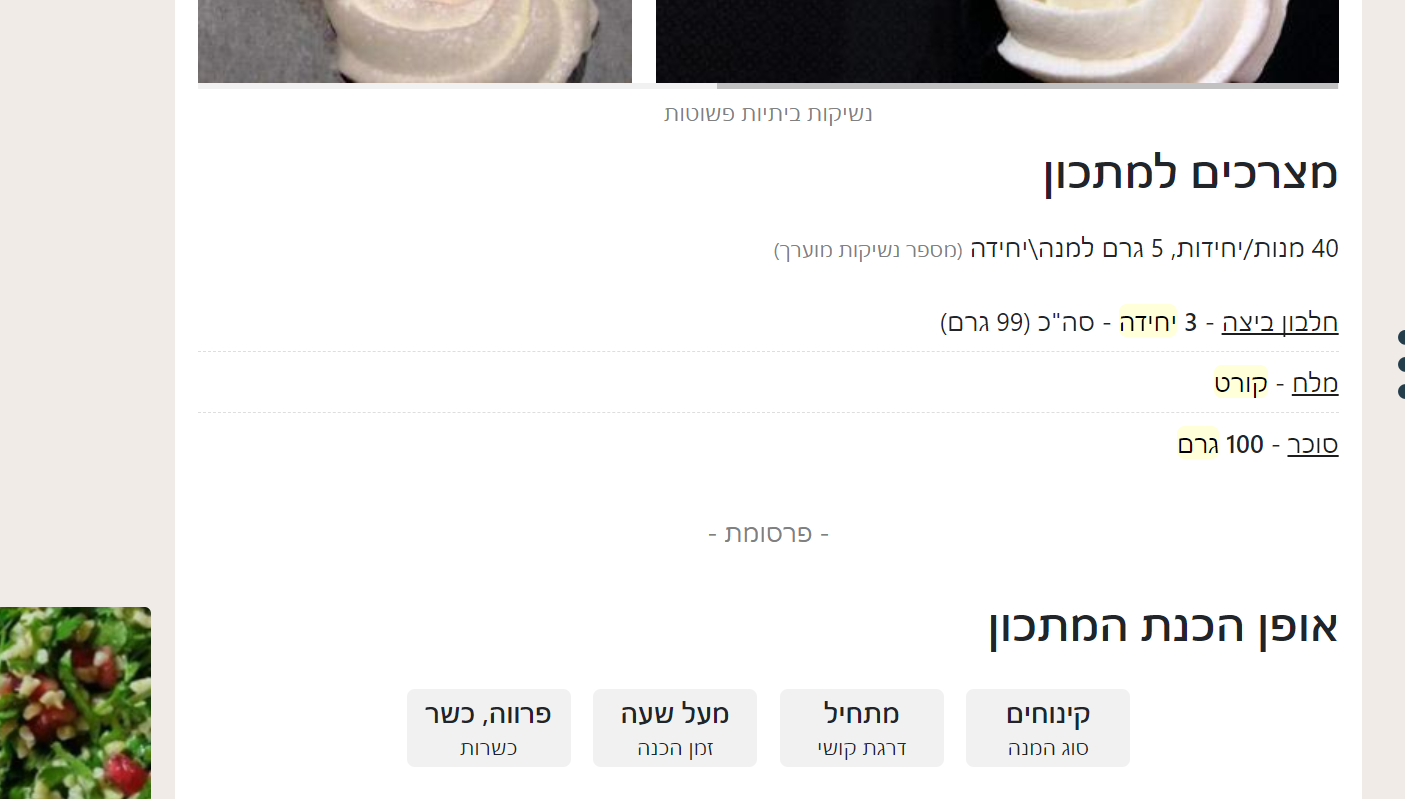 נשיקות ביתיות פשוטות
מצרכים למתכון
40 מנות/יחידות, 5 גרם למנה\יחידה (מספר נשיקות מוערך)
חלבון ביצה - 3 יחידה - סה"כ (99 גרם)
מלח - קורט
סוכר - 100 גרם
- פרסומת -
אופן הכנת המתכון
קינוחים
סוג המנה
מתחיל
דרגת קושי
מעל שעה
זמן הכנה
פרווה, כשר
כשרות